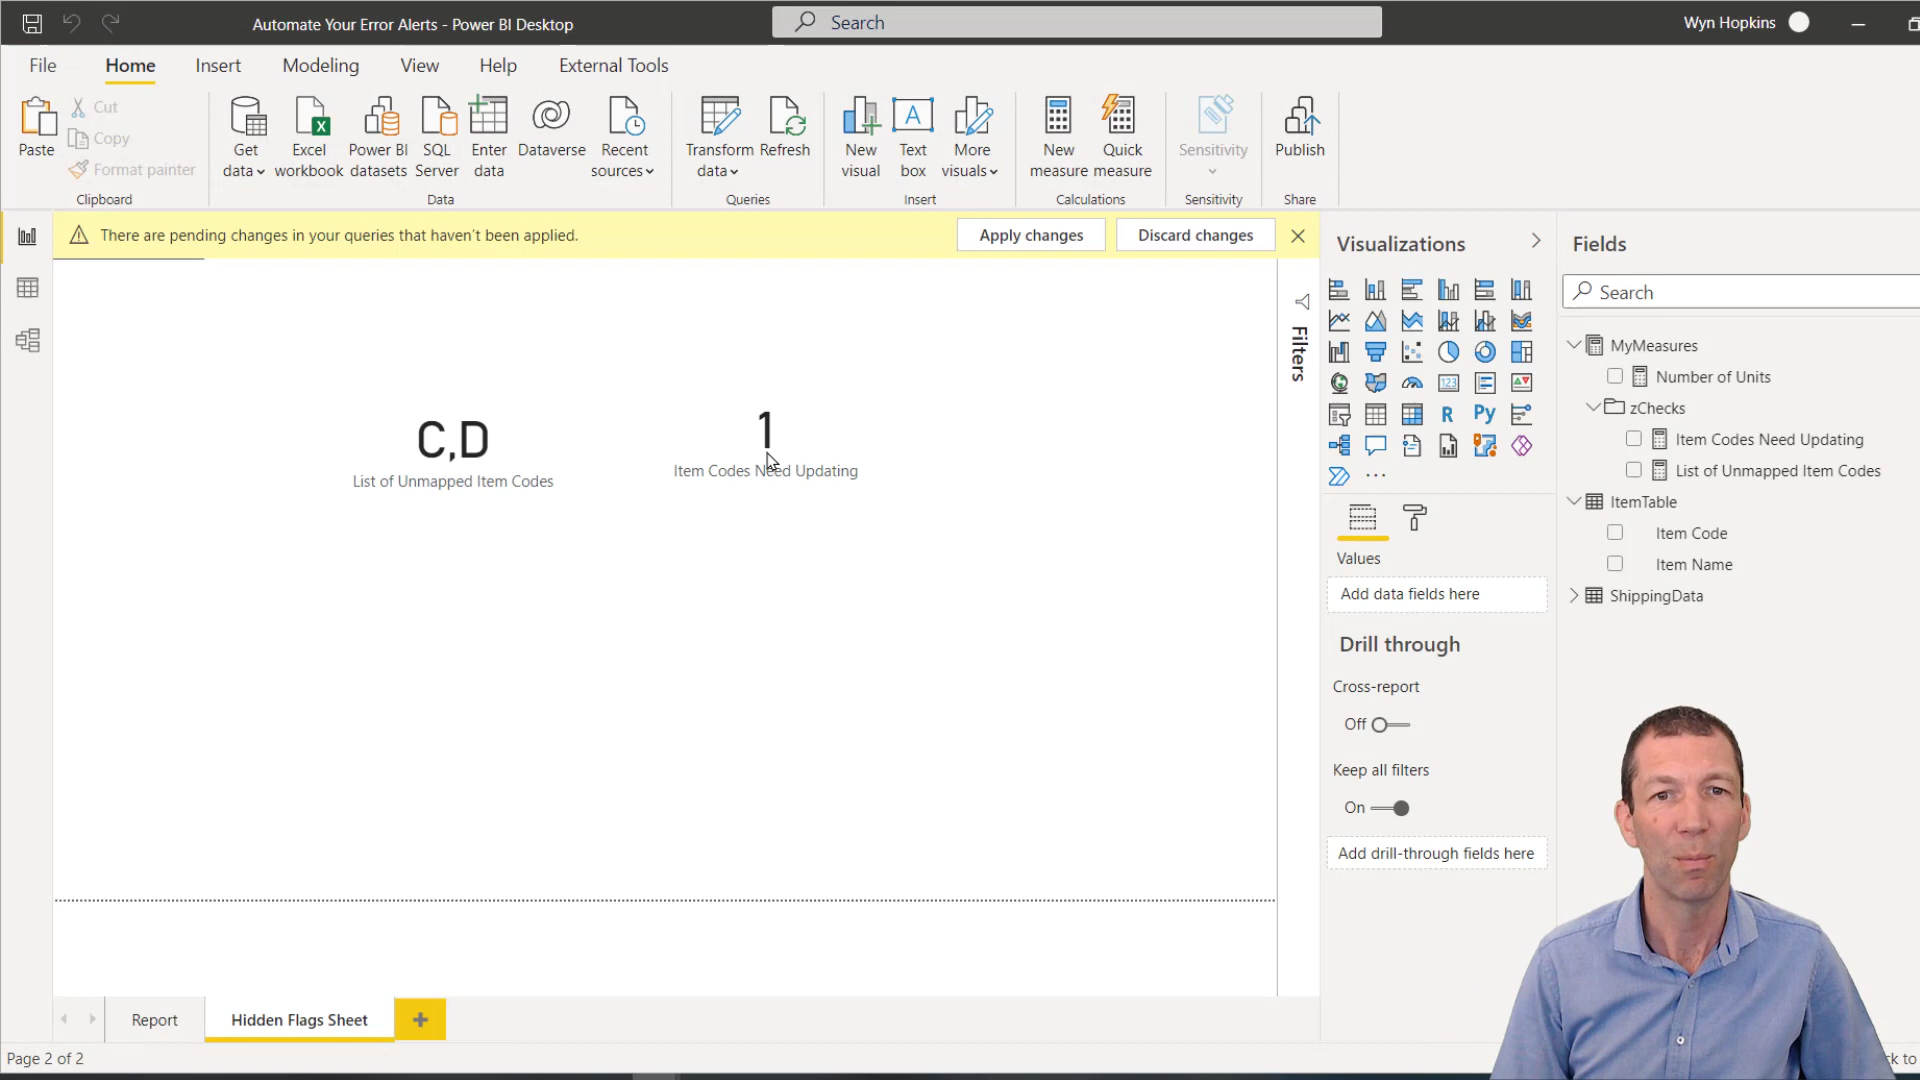 Automate Your Error Alerts - Power BI Desktop
Search
Wyn Hopkins
File
Home
Insert
Modeling
View
Help
External Tools
Paste
Cut
Copy
Format painter
Clipboard
Get data
Excel workbook
Power BI datasets
SQL Server
Enter data
Dataverse
Recent sources
Data
Transform data
Refresh
Queries
New visual
Text box
More visuals
Insert
New measure
Quick measure
Calculations
Sensitivity
Sensitivity
Publish
Share
There are pending changes in your queries that haven't been applied.
Apply changes
Discard changes
C,D
List of Unmapped Item Codes
1
Item Codes Need Updating
Filters
Visualizations
R
Py
123
Values
Add data fields here
Drill through
Cross-report
Off
Keep all filters
On
Add drill-through fields here
Fields
Search
MyMeasures
Number of Units
zChecks
Item Codes Need Updating
List of Unmapped Item Codes
ItemTable
Item Code
Item Name
ShippingData
Report
Hidden Flags Sheet
Page 2 of 2